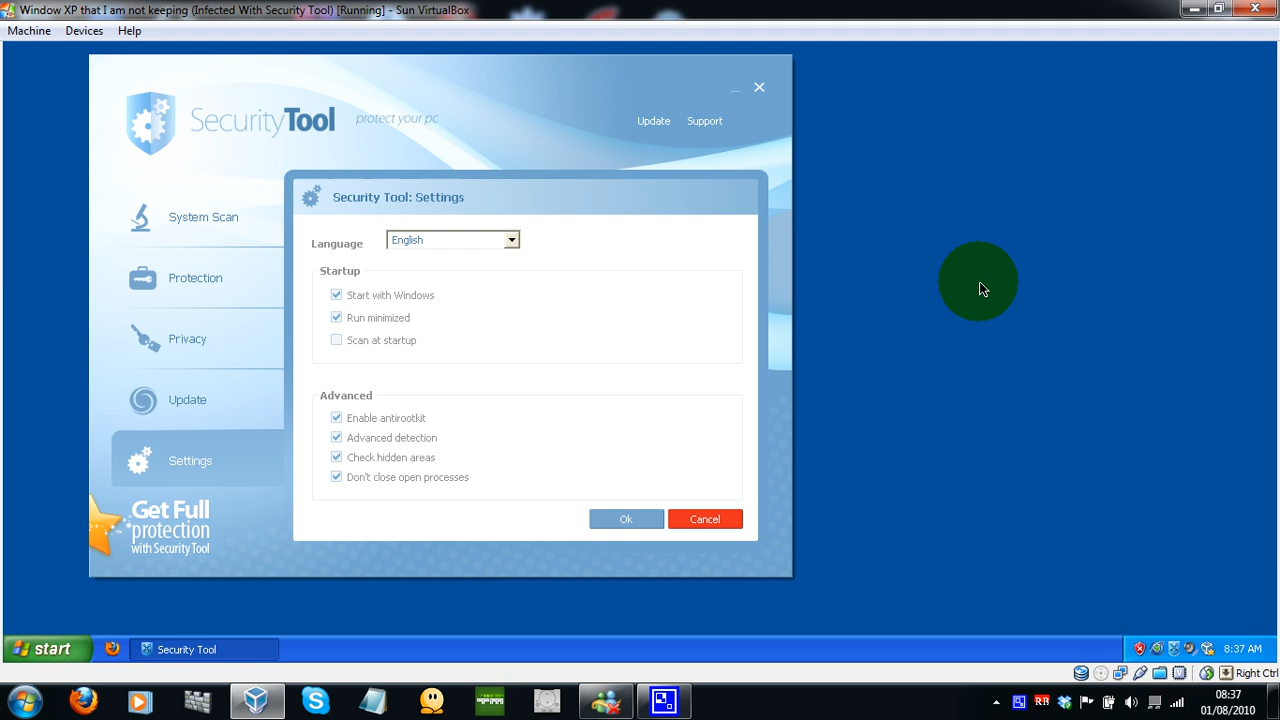 Window XP that I am not keeping (Infected With Security Tool) [Running] - Sun VirtualBox
Machine Devices Help
SecurityTool protect your pc
Update Support
System Scan
Protection
Privacy
Update
Settings
Get Full
protection
with Security Tool
Security Tool: Settings
Language English
Startup
Start with Windows
Run minimized
Scan at startup
Advanced
Enable antirootkit
Advanced detection
Check hidden areas
Don't close open processes
Ok Cancel
start Security Tool 8:37 AM
Right Ctrl
08:37
01/08/2010